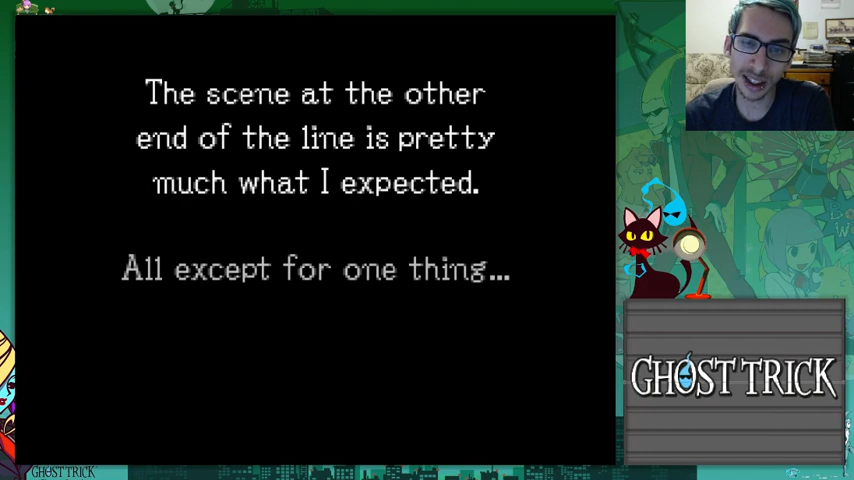 The scene at the other
end of the line is pretty
much what I expected.
All except for one thing...
GHOST TRICK
GHOST TRICK